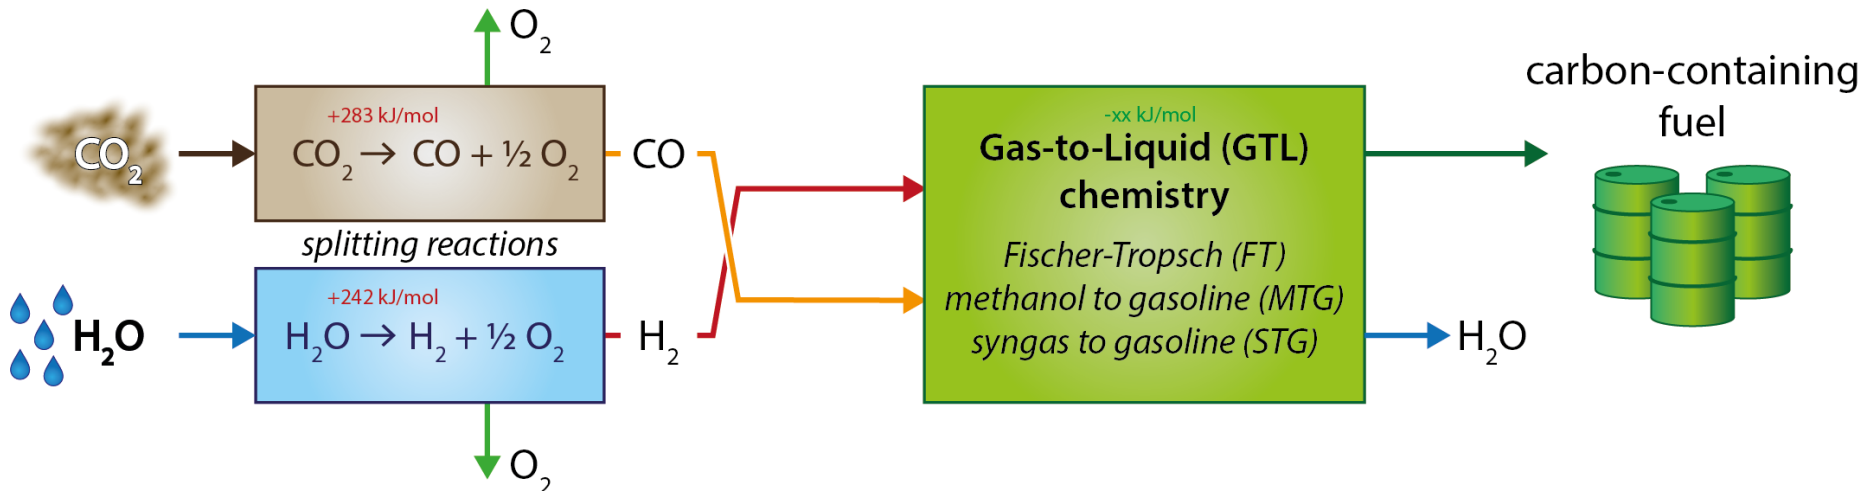 O₂
CO₂
+283 kJ/mol
CO₂ → CO + ½ O₂
CO
splitting reactions
H₂O
+242 kJ/mol
H₂O → H₂ + ½ O₂
H₂
O₂
-xx kJ/mol
Gas-to-Liquid (GTL)
chemistry
Fischer-Tropsch (FT)
methanol to gasoline (MTG)
syngas to gasoline (STG)
carbon-containing
fuel
H₂O